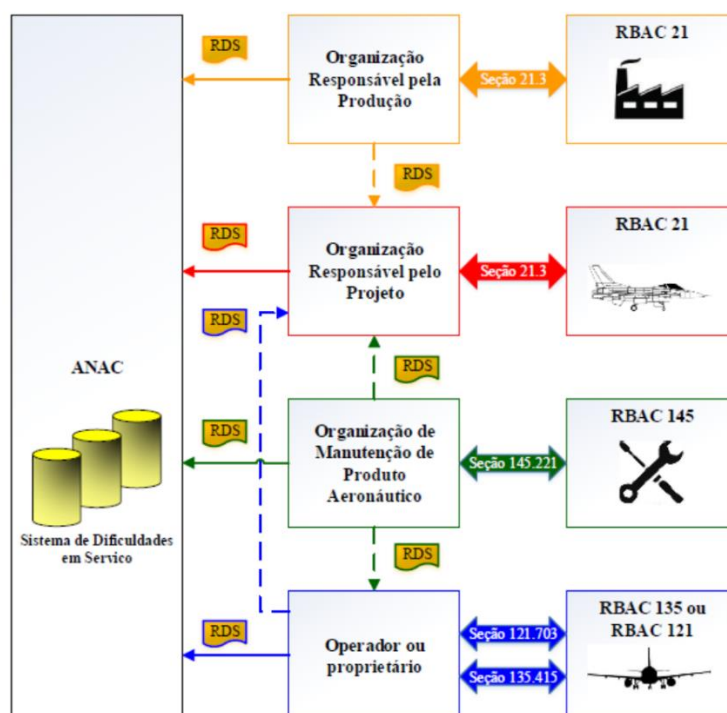 RDS
Organização
Responsável pela
Produção
Seção 21.3
RBAC 21
RDS
RDS
Organização
Responsável pelo
Projeto
Seção 21.3
RBAC 21
RDS
ANAC
Sistema de Dificuldades
em Servico
RDS
RDS
Organização de
Manutenção de
Produto
Aeronáutico
Seção 145.221
RBAC 145
RDS
RDS
Operador ou
proprietário
Seção 121.703
Seção 135.415
RBAC 135 ou
RBAC 121